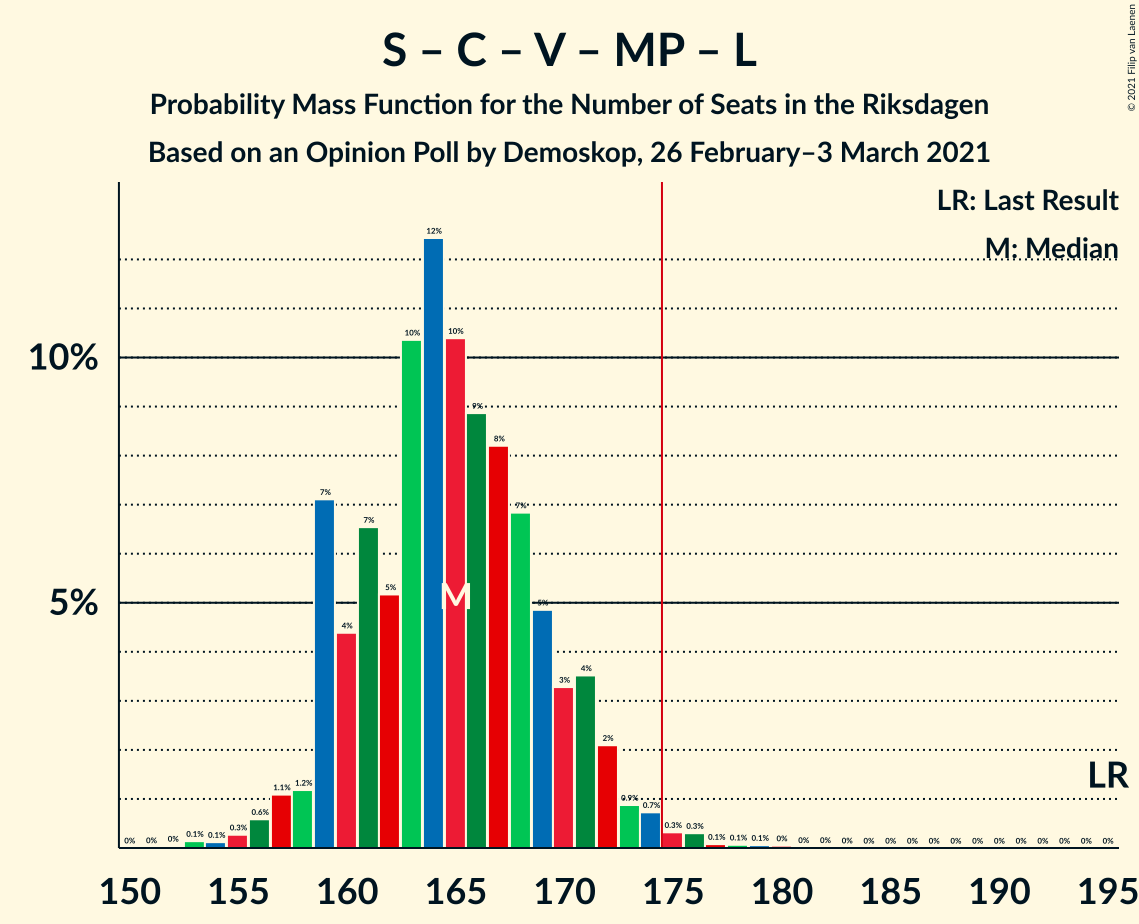 S – C – V – MP – L
Probability Mass Function for the Number of Seats in the Riksdagen
Based on an Opinion Poll by Demoskop, 26 February–3 March 2021
© 2021 Filip van Laenen
LR: Last Result
M: Median
10%
5%
0% 0% 0% 0.1% 0.1% 0.3% 0.6% 1.1% 1.2% 7% 4% 7% 5% 10% 12% 10% 9% 8% 7% 5% 3% 4% 2% 0.9% 0.7% 0.3% 0.3% 0.1% 0.1% 0.1% 0% 0% 0% 0% 0% 0% 0% 0% 0% 0% 0% 0% 0% 0% 0% 0%
M
LR
150 155 160 165 170 175 180 185 190 195